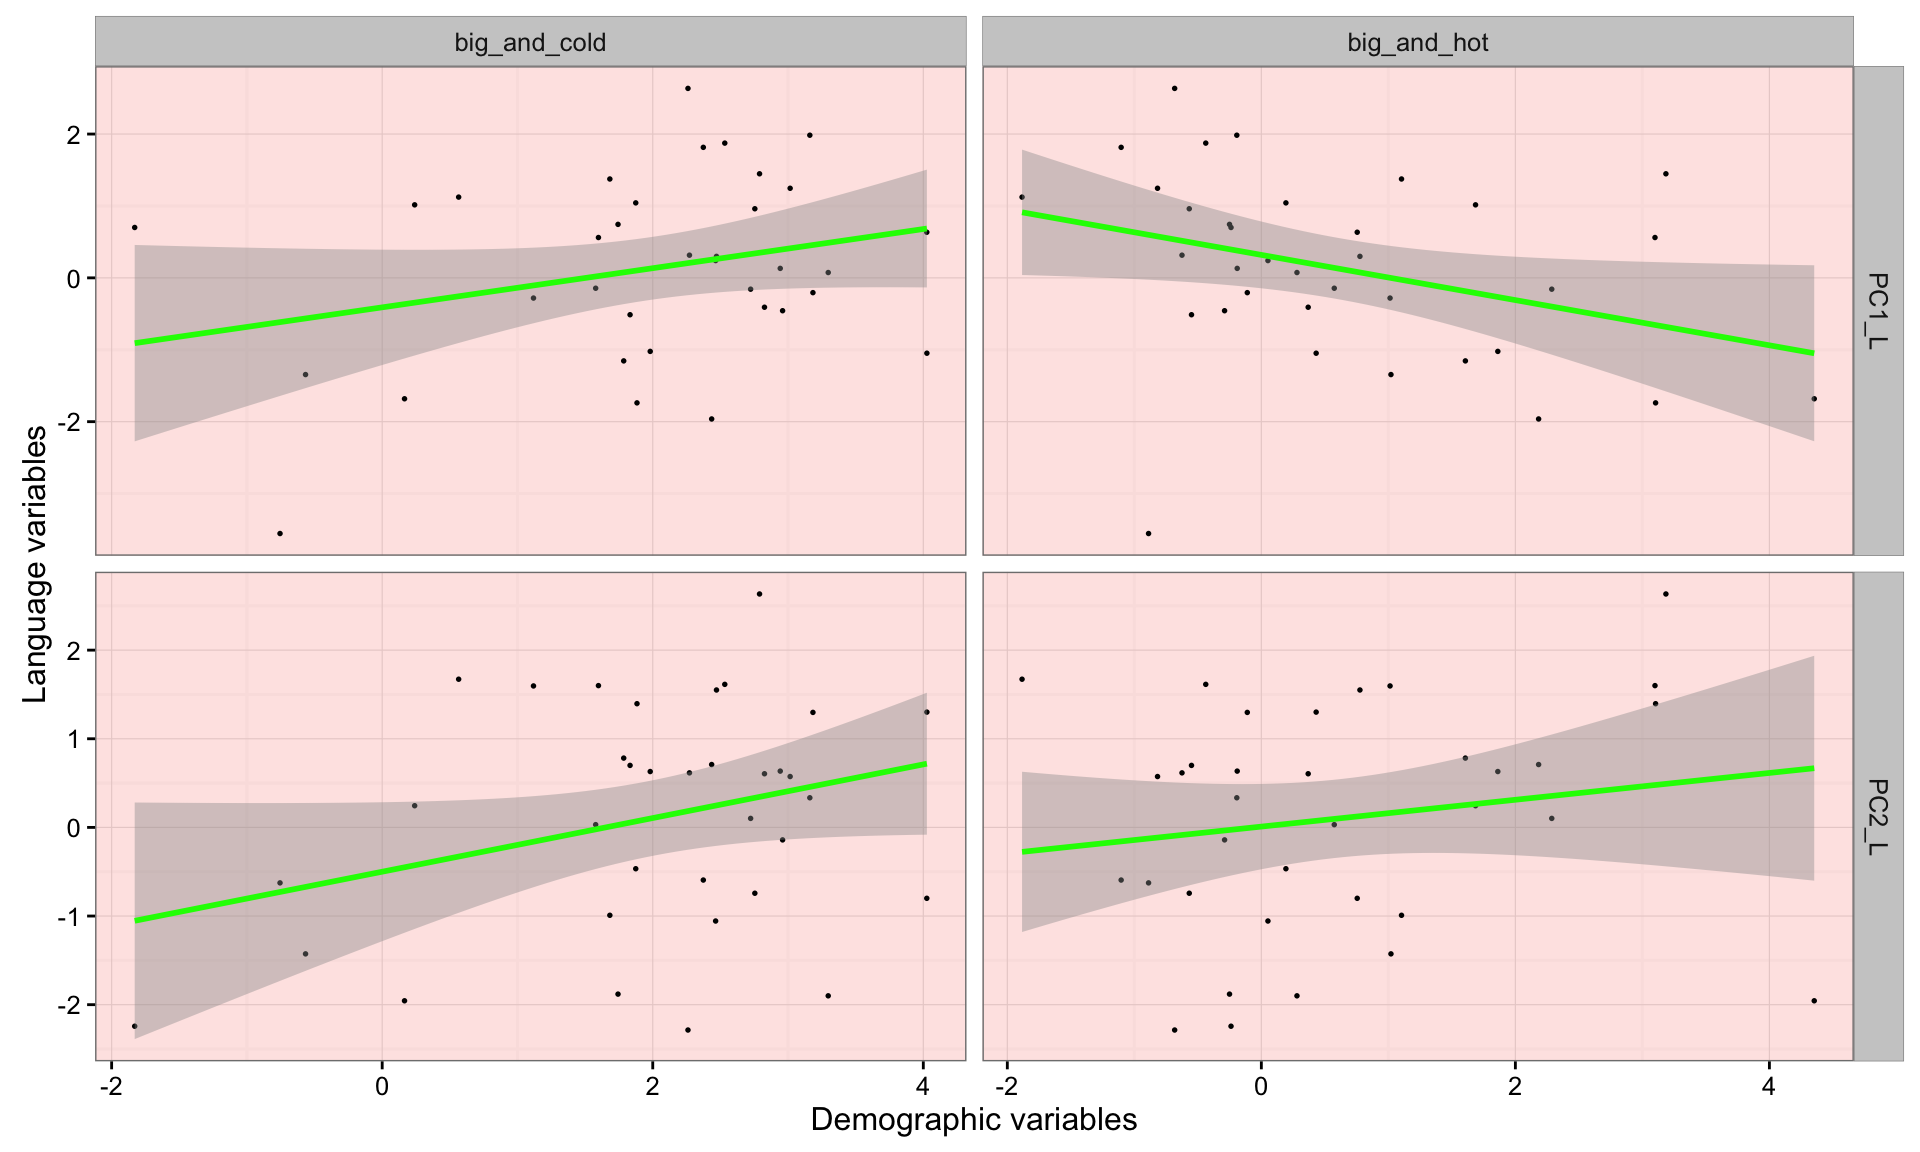 big_and_cold
big_and_hot
2
0
-2
PC1_L
Language variables
2
1
0
-1
-2
PC2_L
-2 0 2 4
-2 0 2 4
Demographic variables